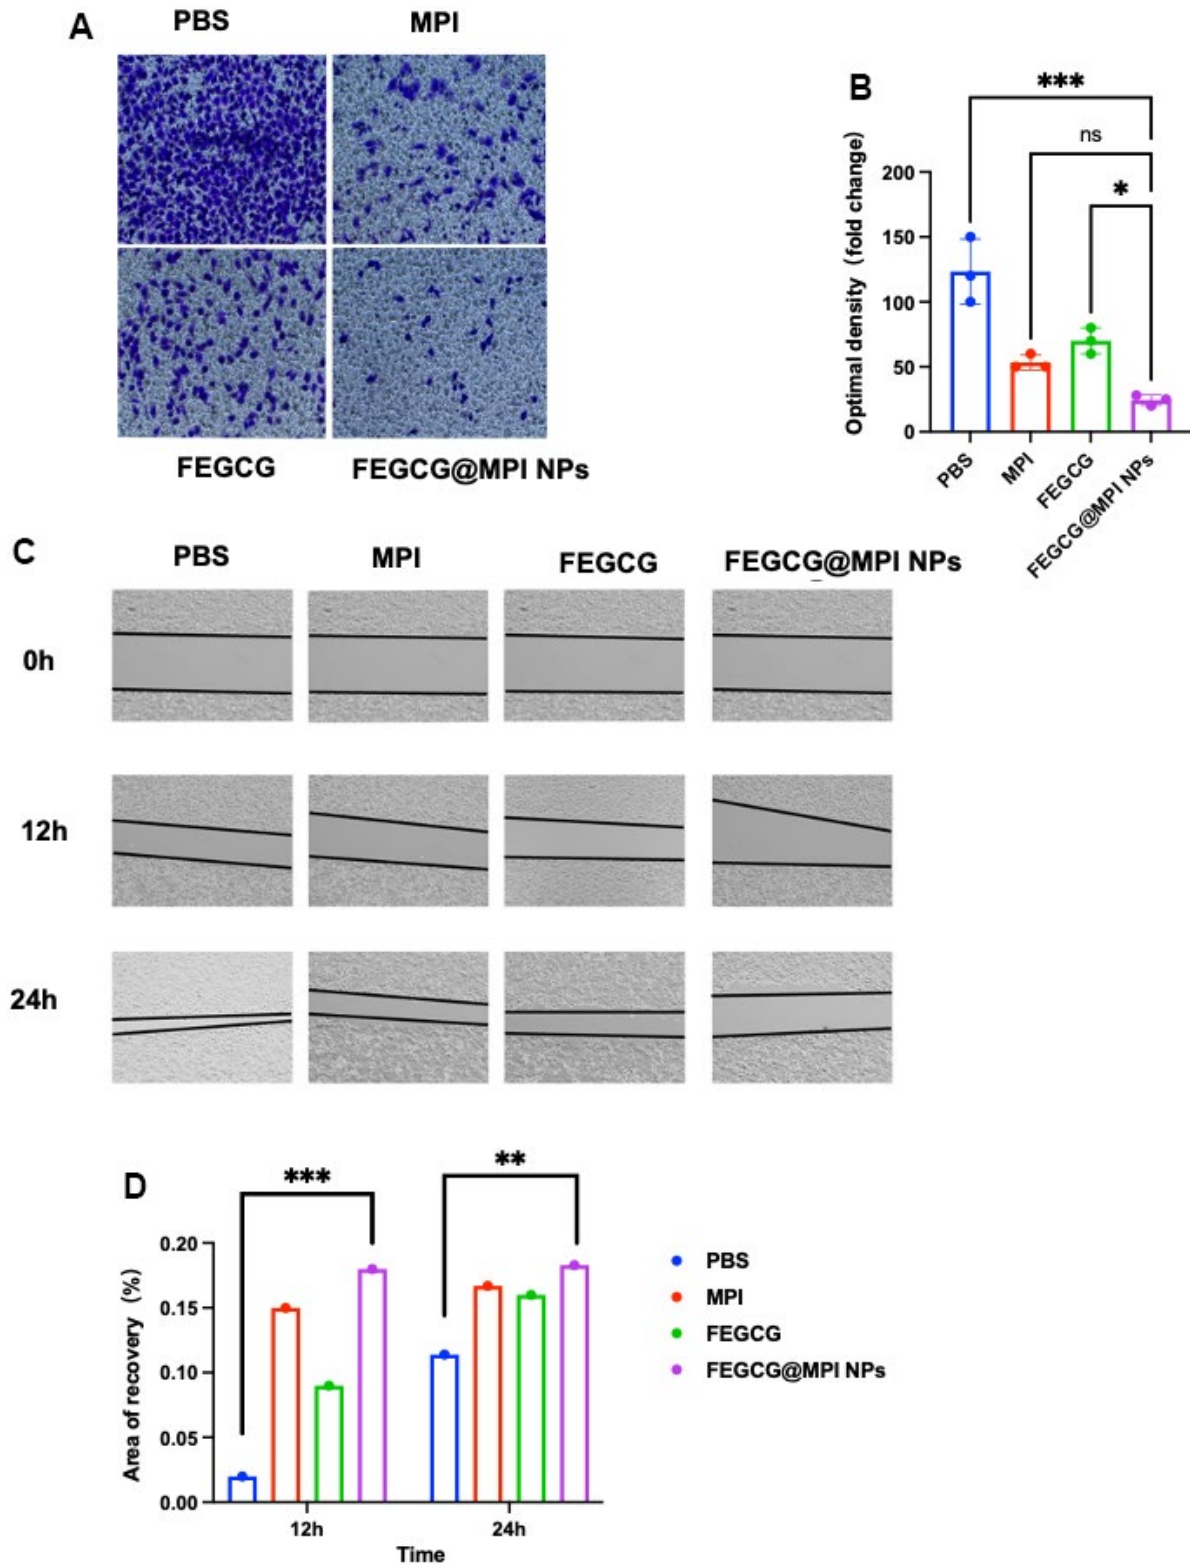 A
PBS
MPI
FEGCG
FEGCG@MPI NPs
B
***
ns
*
Optimal density (fold change)
200
150
100
50
0
PBS
MPI
FEGCG
FEGCG@MPI NPs
C
PBS
MPI
FEGCG
FEGCG@MPI NPs
0h
12h
24h
D
***
**
Area of recovery (%)
0.20
0.15
0.10
0.05
0.00
12h
24h
Time
PBS
MPI
FEGCG
FEGCG@MPI NPs